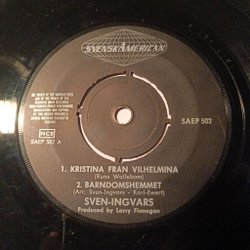 SVENSKAMERICAN
SAEP 502
NCB
SAEP 502 A
1. KRISTINA FRÅN VILHELMINA
(Rune Wallebom)
2. BARNDOMSHEMMET
(Arr. Sven-Ingvars - Karl-Ewert)
SVEN-INGVARS
Produced by Larry Finnegan